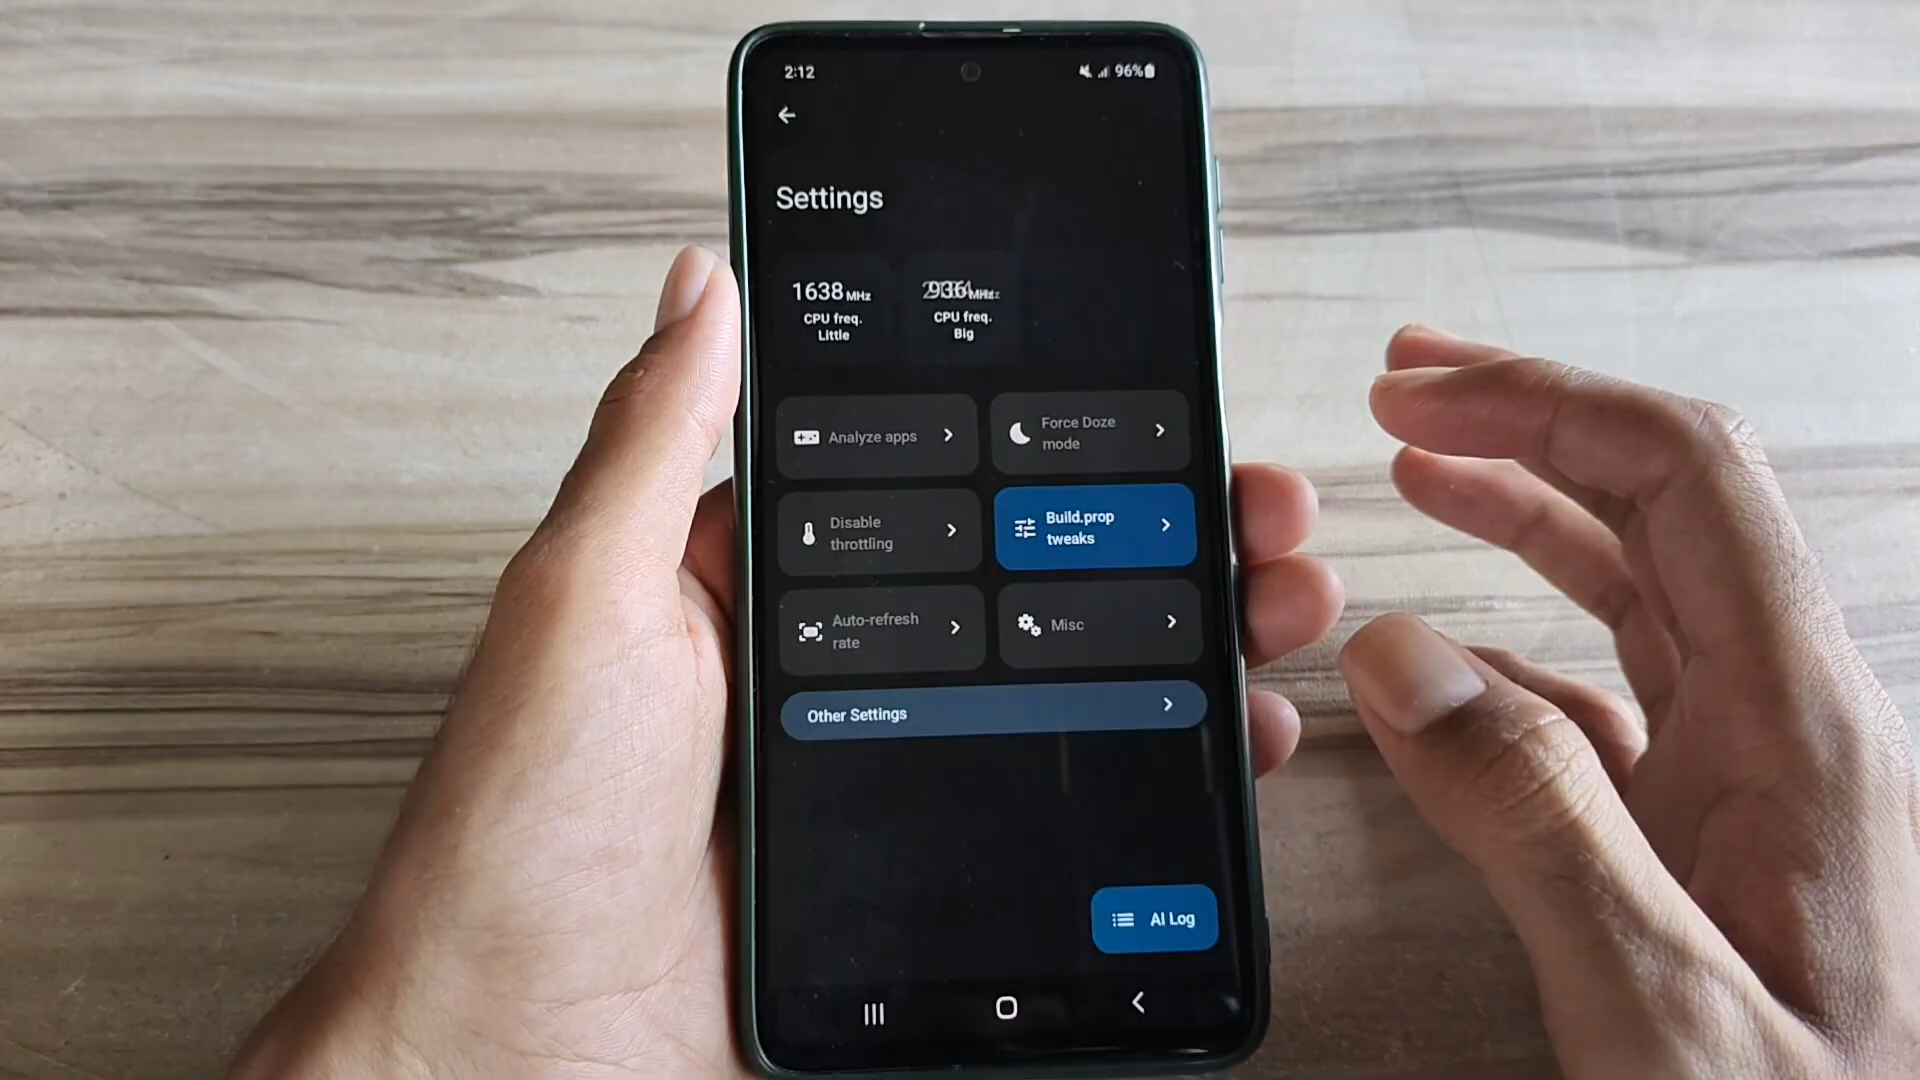 2:12
96%
Settings
1638 MHz
CPU freq.
Little
936 MHz
CPU freq.
Big
Analyze apps
Force Doze
mode
Disable
throttling
Build.prop
tweaks
Auto-refresh
rate
Misc
Other Settings
AI Log